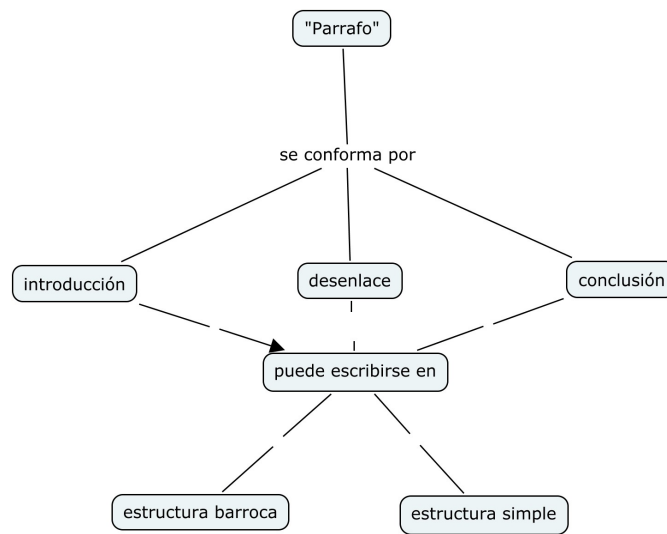 "Parrafo"
se conforma por
introducción
desenlace
conclusión
puede escribirse en
estructura barroca
estructura simple